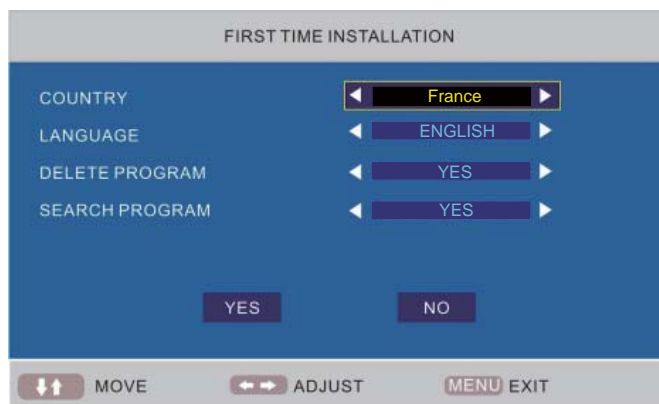 FIRST TIME INSTALLATION
COUNTRY France
LANGUAGE ENGLISH
DELETE PROGRAM YES
SEARCH PROGRAM YES
YES NO
MOVE ADJUST MENU EXIT